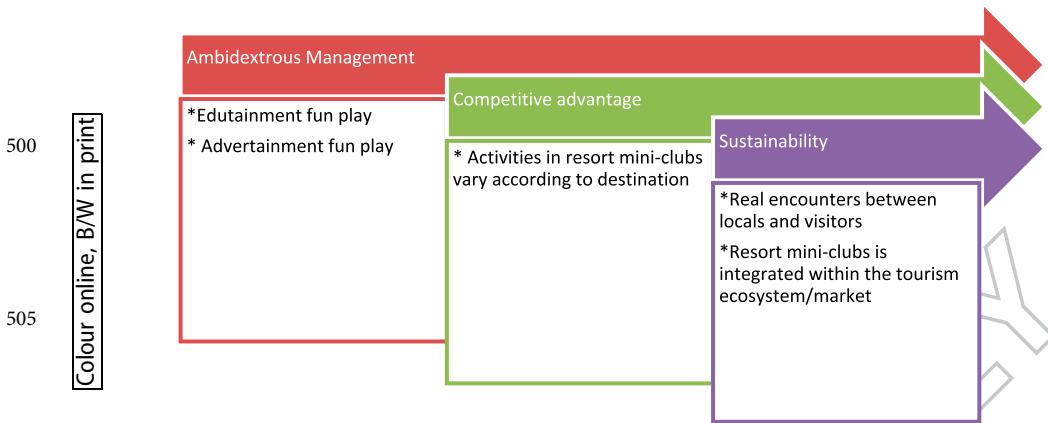 Ambidextrous Management
*Edutainment fun play
* Advertainment fun play
Competitive advantage
* Activities in resort mini-clubs
vary according to destination
Sustainability
*Real encounters between
locals and visitors
*Resort mini-clubs is
integrated within the tourism
ecosystem/market
500
505
Colour online, B/W in print